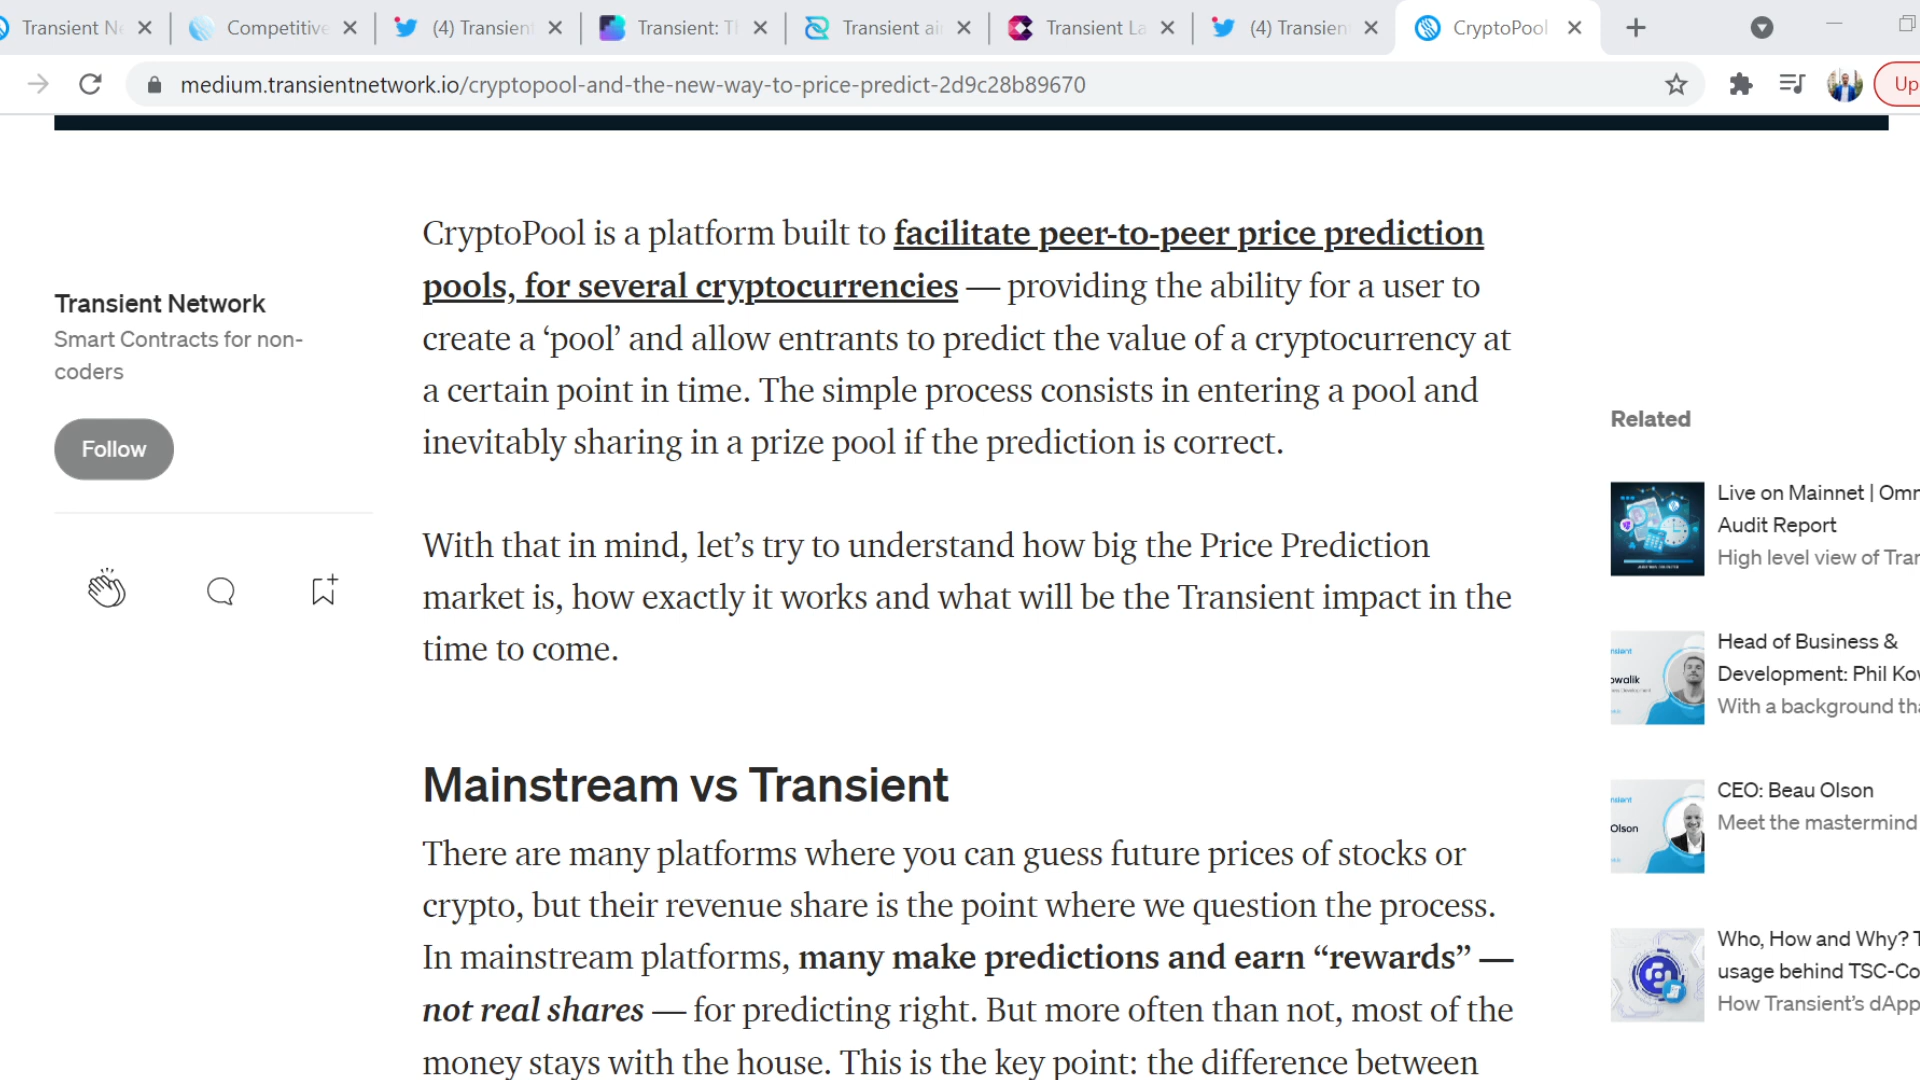 Transient Ne
Competitive
(4) Transient
Transient: Th
Transient air
Transient La
(4) Transient
CryptoPool
medium.transientnetwork.io/cryptopool-and-the-new-way-to-price-predict-2d9c28b89670
Up
CryptoPool is a platform built to facilitate peer-to-peer price prediction
pools, for several cryptocurrencies — providing the ability for a user to
create a ‘pool’ and allow entrants to predict the value of a cryptocurrency at
a certain point in time. The simple process consists in entering a pool and
inevitably sharing in a prize pool if the prediction is correct.
With that in mind, let’s try to understand how big the Price Prediction
market is, how exactly it works and what will be the Transient impact in the
time to come.
Mainstream vs Transient
There are many platforms where you can guess future prices of stocks or
crypto, but their revenue share is the point where we question the process.
In mainstream platforms, many make predictions and earn “rewards” —
not real shares — for predicting right. But more often than not, most of the
money stays with the house. This is the key point: the difference between
Transient Network
Smart Contracts for non-
coders
Follow
Related
Live on Mainnet | Omn
Audit Report
High level view of Tran
Head of Business &
Development: Phil Kow
With a background tha
owalik
CEO: Beau Olson
Meet the mastermind
Olson
Who, How and Why? T
usage behind TSC-Co
How Transient’s dApp